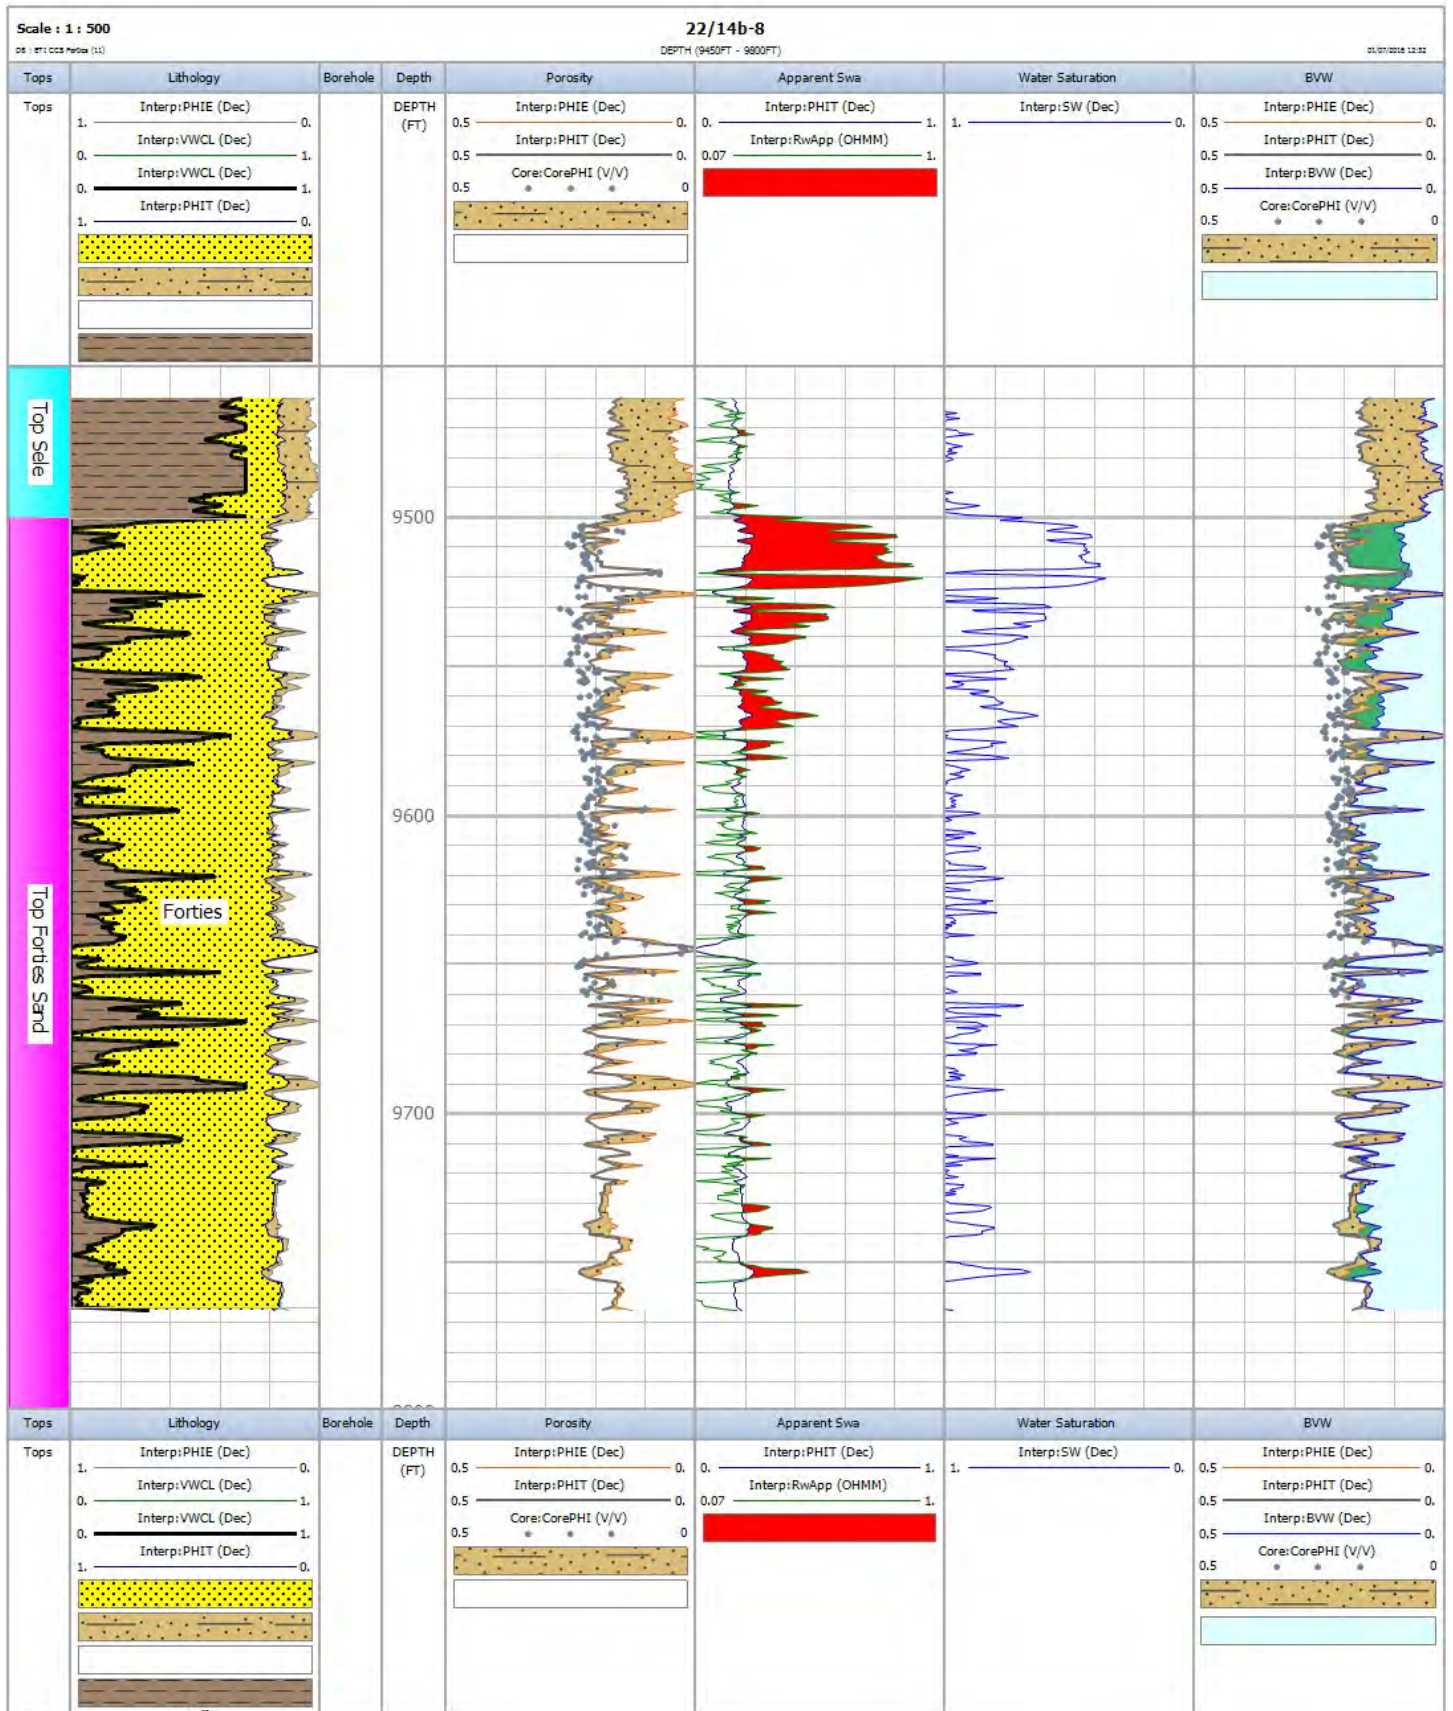 Scale : 1 : 500
22/14b-8
DB : ETI CCS Forties (11)
DEPTH (9450FT - 9800FT)
01/07/2016 12:52
Tops Lithology Borehole Depth Porosity Apparent Swa Water Saturation BVW
Tops
Interp:PHIE (Dec)
1. 0.
Interp:VWCL (Dec)
0. 1.
Interp:VWCL (Dec)
0. 1.
Interp:PHIT (Dec)
1. 0.
DEPTH
(FT)
Interp:PHIE (Dec)
0.5 0.
Interp:PHIT (Dec)
0.5 0.
Core:CorePHI (V/V)
0.5 0
Interp:PHIT (Dec)
0. 1.
Interp:RwApp (OHMM)
0.07 1.
Interp:SW (Dec)
1. 0.
Interp:PHIE (Dec)
0.5 0.
Interp:PHIT (Dec)
0.5 0.
Interp:BVW (Dec)
0.5 0.
Core:CorePHI (V/V)
0.5 0
Top Sele
9500
9600
Top Forties Sand
Forties
9700
Tops Lithology Borehole Depth Porosity Apparent Swa Water Saturation BVW
Tops
Interp:PHIE (Dec)
1. 0.
Interp:VWCL (Dec)
0. 1.
Interp:VWCL (Dec)
0. 1.
Interp:PHIT (Dec)
1. 0.
DEPTH
(FT)
Interp:PHIE (Dec)
0.5 0.
Interp:PHIT (Dec)
0.5 0.
Core:CorePHI (V/V)
0.5 0
Interp:PHIT (Dec)
0. 1.
Interp:RwApp (OHMM)
0.07 1.
Interp:SW (Dec)
1. 0.
Interp:PHIE (Dec)
0.5 0.
Interp:PHIT (Dec)
0.5 0.
Interp:BVW (Dec)
0.5 0.
Core:CorePHI (V/V)
0.5 0